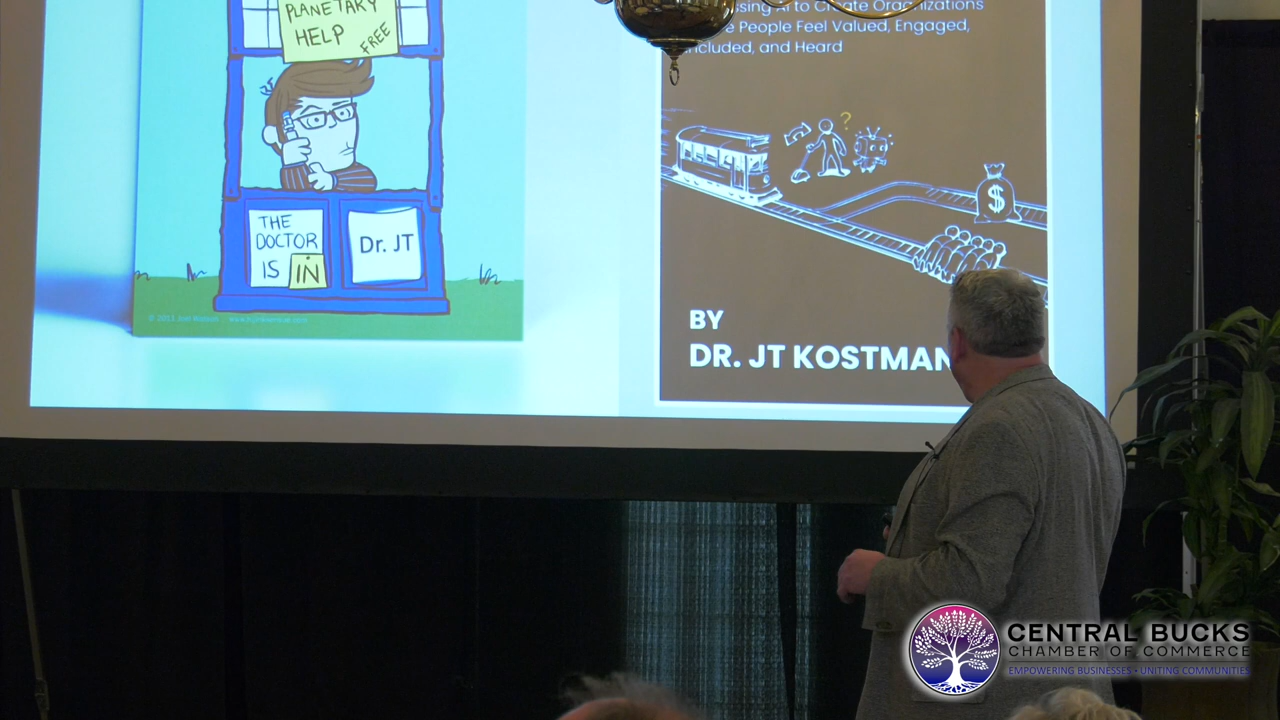 PLANETARY
HELP
FREE
THE
DOCTOR
IS IN
Dr. JT
© 2013
AI to Create Organizations
People Feel Valued, Engaged,
Included, and Heard
?
$
BY
DR. JT KOSTMAN
CENTRAL BUCKS
CHAMBER OF COMMERCE
EMPOWERING BUSINESSES • UNITING COMMUNITIES